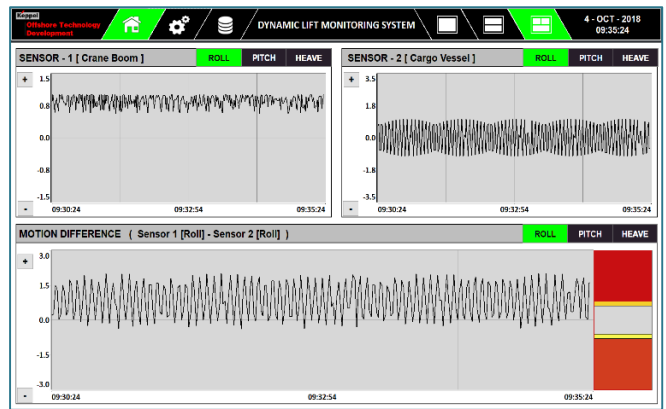 Keppel
Offshore Technology
Development
DYNAMIC LIFT MONITORING SYSTEM
4 - OCT - 2018
09:35:24
SENSOR - 1 [ Crane Boom ] ROLL PITCH HEAVE
+ 1.5
0.8
0.0
-0.8
- -1.5
09:30:24 09:32:54 09:35:24
SENSOR - 2 [ Cargo Vessel ] ROLL PITCH HEAVE
+ 3.5
1.8
0.0
-1.8
- -3.5
09:30:24 09:32:54 09:35:24
MOTION DIFFERENCE ( Sensor 1 [Roll] - Sensor 2 [Roll] ) ROLL PITCH HEAVE
+ 3.0
1.5
0.0
-1.5
- -3.0
09:30:24 09:32:54 09:35:24